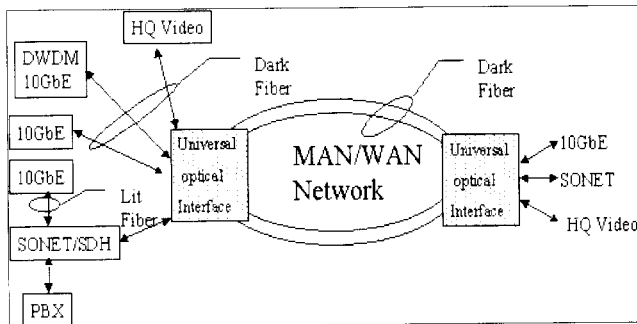 HQ Video
DWDM
10GbE
Dark
Fiber
Dark
Fiber
10GbE
Universal
optical
Interface
MAN/WAN
Network
Universal
optical
Interface
10GbE
SONET
HQ Video
10GbE
Lit
Fiber
SONET/SDH
PBX